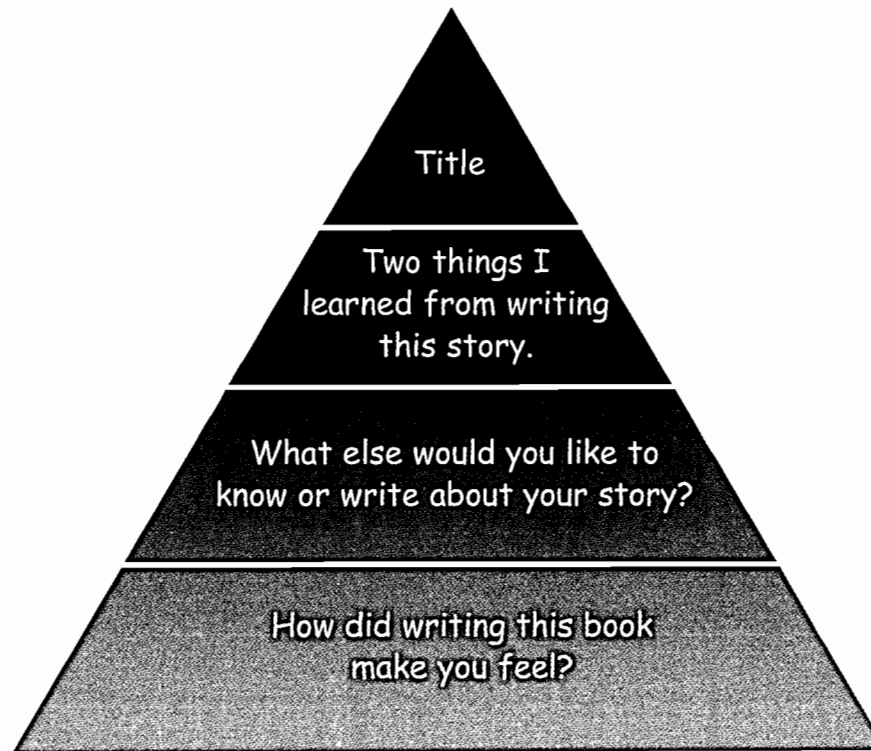 Title
Two things I
learned from writing
this story.
What else would you like to
know or write about your story?
How did writing this book
make you feel?